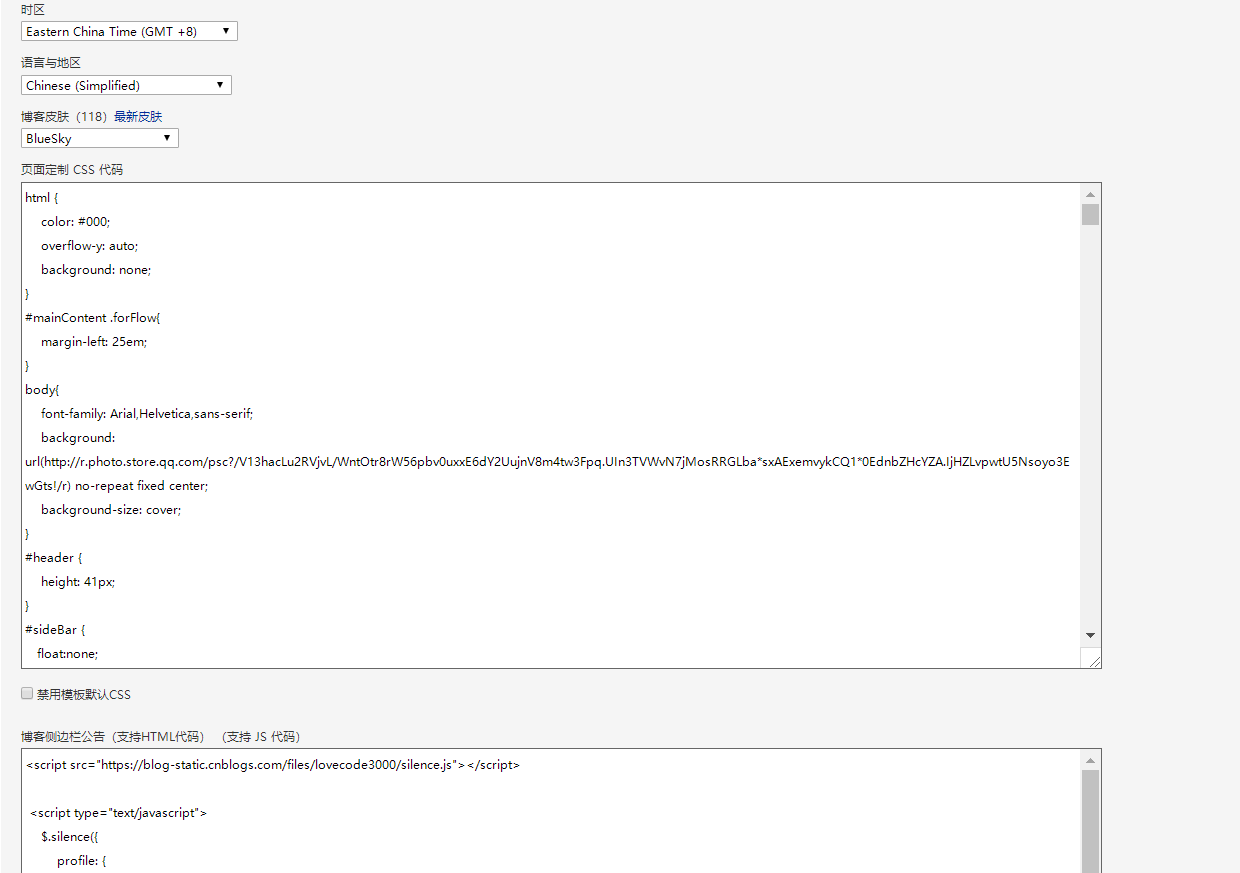 时区
Eastern China Time (GMT +8)
语言与地区
Chinese (Simplified)
博客皮肤（118）最新皮肤
BlueSky
页面定制 CSS 代码
html {
color: #000;
overflow-y: auto;
background: none;
}
#mainContent .forFlow{
margin-left: 25em;
}
body{
font-family: Arial,Helvetica,sans-serif;
background:
url(http://r.photo.store.qq.com/psc?/V13hacLu2RVjvL/WntOtr8rW56pbv0uxxE6dY2UujnV8m4tw3Fpq.UIn3TVWvN7jMosRRGLba*sxAExemvykCQ1*0EdnbZHcYZA.IjHZLvpwtU5Nsoyo3E
wGts!/r) no-repeat fixed center;
background-size: cover;
}
#header {
height: 41px;
}
#sideBar {
float:none;
禁用模板默认CSS
博客侧边栏公告（支持HTML代码） （支持 JS 代码）
<script src="https://blog-static.cnblogs.com/files/lovecode3000/silence.js"></script>
<script type="text/javascript">
$.silence({
profile: {